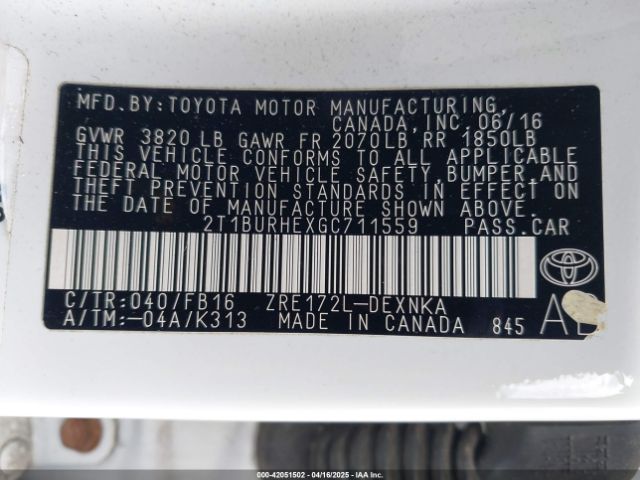 MFD.BY:TOYOTA MOTOR MANUFACTURING,
CANADA, INC. 06/16
GVWR 3820 LB GAWR FR 2070LB RR 1850LB
THIS VEHICLE CONFORMS TO ALL APPLICABLE
FEDERAL MOTOR VEHICLE SAFETY, BUMPER, AND
THEFT PREVENTION STANDARDS IN EFFECT ON
THE DATE OF MANUFACTURE SHOWN ABOVE.
2T1BURHEXGC711559 PASS.CAR
C/TR:040/FB16 ZRE172L-DEXNKA
A/TM:-04A/K313 MADE IN CANADA 845
000-42051502 - 04/16/2025 - IAA Inc.